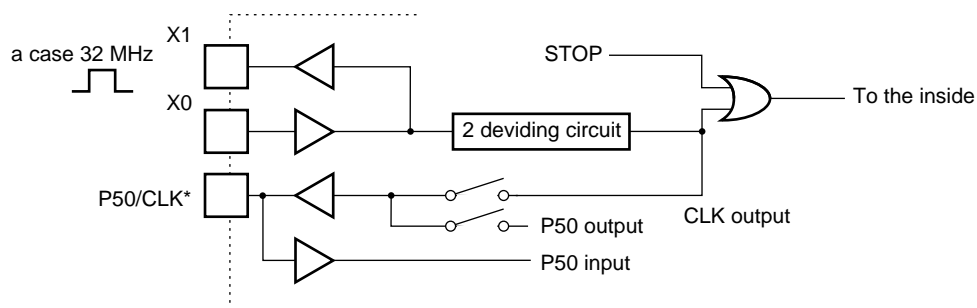 X1
a case 32 MHz
STOP
X0
To the inside
2 deviding circuit
P50/CLK*
CLK output
P50 output
P50 input